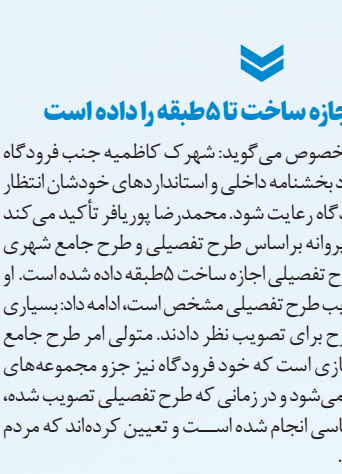 جازه ساخت تا ۵ طبقه را داده است
خصوص می‌گوید: شهرک کاظمیه جنب فرودگاه
د بخشنامه داخلی و استانداردهای خودشان انتظار
دگاه رعایت شود. محمدرضا پوریافر تأکید می‌کند
پروانه براساس طرح تفصیلی و طرح جامع شهری
ح تفصیلی اجازه ساخت ۵طبقه داده شده است. او
یب طرح تفصیلی مشخص است، ادامه داد: بسیاری
رح برای تصویب نظر دادند. متولی امر طرح جامع
ازی است که خود فرودگاه نیز جزو مجموعه‌های
می‌شود و در زمانی که طرح تفصیلی تصویب شده،
اسی انجام شده است و تعیین کرده‌اند که مردم
.